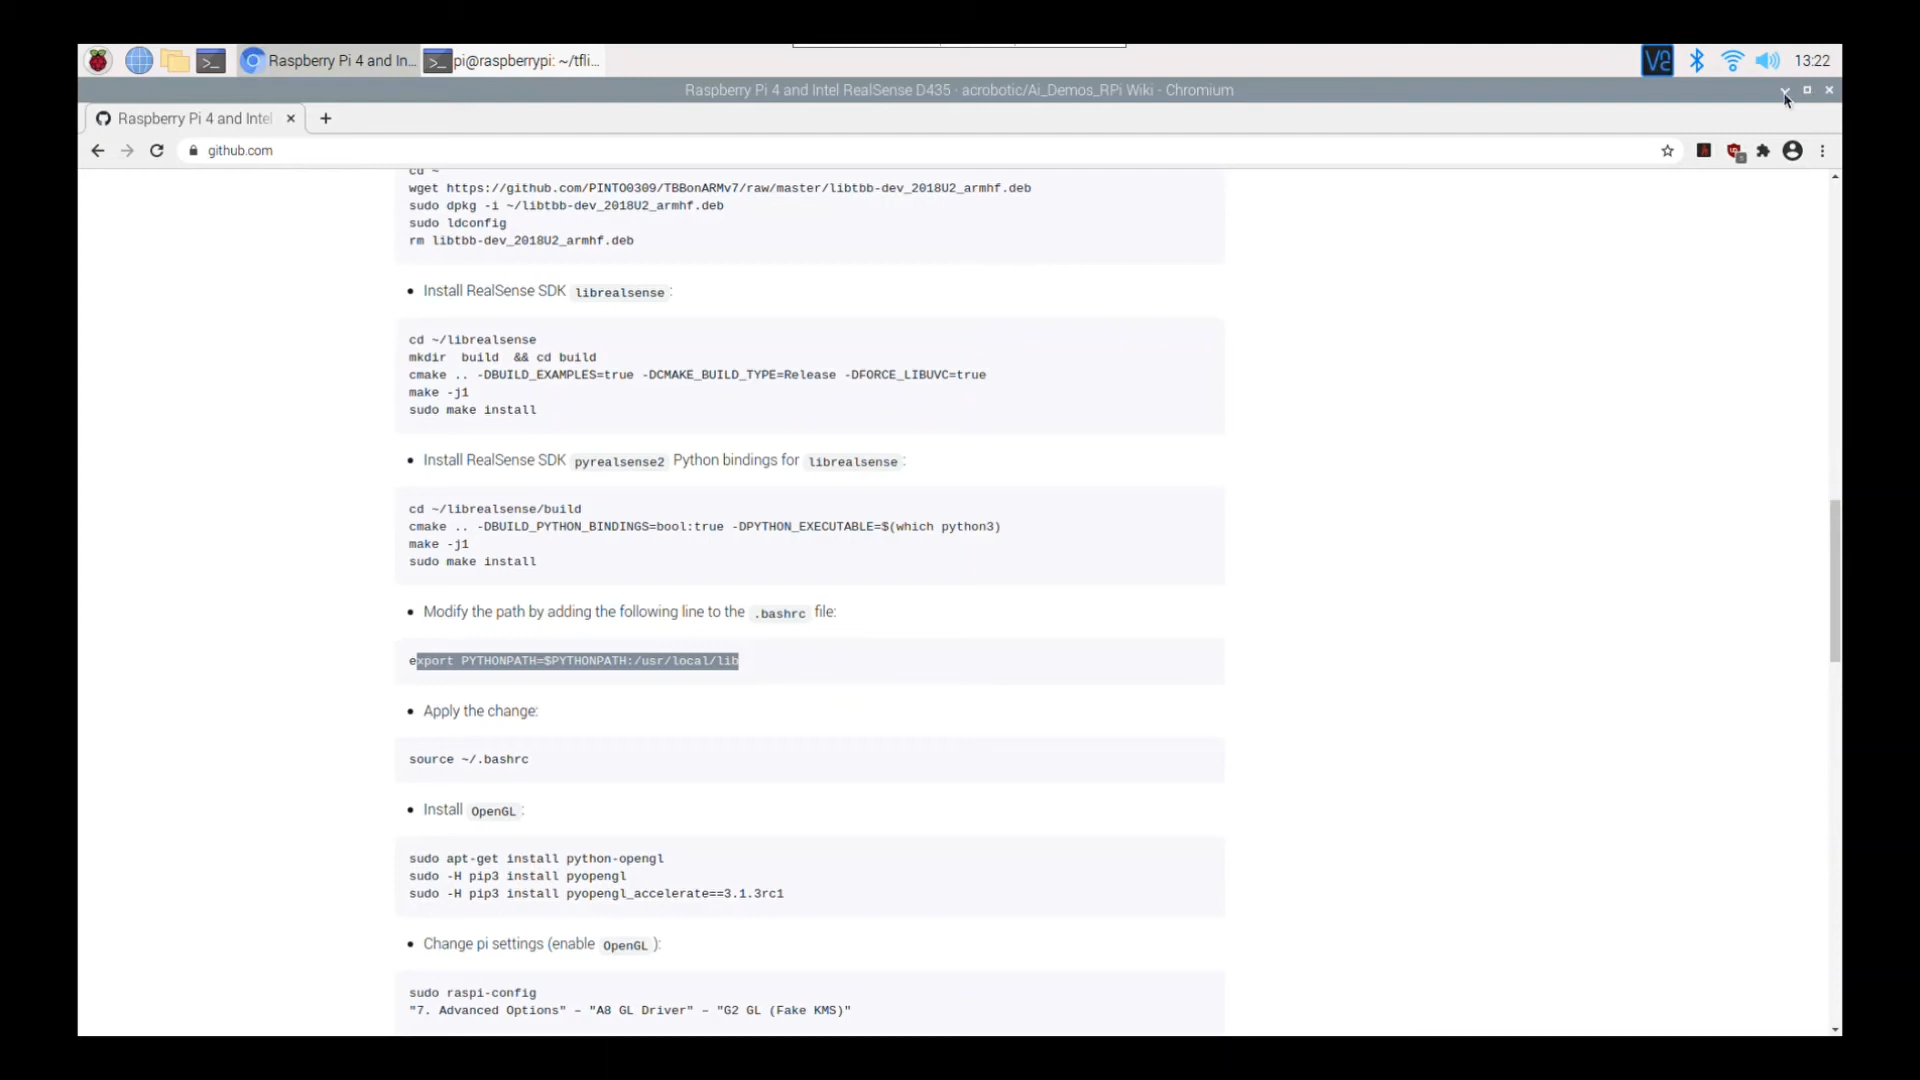 Raspberry Pi 4 and In...
pi@raspberrypi: ~/tfli...
13:22
Raspberry Pi 4 and Intel RealSense D435 · acrobotic/Ai_Demos_RPi Wiki - Chromium
Raspberry Pi 4 and Intel
github.com
cd ~
wget https://github.com/PINTO0309/TBBonARMv7/raw/master/libtbb-dev_2018U2_armhf.deb
sudo dpkg -i ~/libtbb-dev_2018U2_armhf.deb
sudo ldconfig
rm libtbb-dev_2018U2_armhf.deb
• Install RealSense SDK librealsense:
cd ~/librealsense
mkdir  build  && cd build
cmake .. -DBUILD_EXAMPLES=true -DCMAKE_BUILD_TYPE=Release -DFORCE_LIBUVC=true
make -j1
sudo make install
• Install RealSense SDK pyrealsense2 Python bindings for librealsense:
cd ~/librealsense/build
cmake .. -DBUILD_PYTHON_BINDINGS=bool:true -DPYTHON_EXECUTABLE=$(which python3)
make -j1
sudo make install
• Modify the path by adding the following line to the .bashrc file:
export PYTHONPATH=$PYTHONPATH:/usr/local/lib
• Apply the change:
source ~/.bashrc
• Install OpenGL:
sudo apt-get install python-opengl
sudo -H pip3 install pyopengl
sudo -H pip3 install pyopengl_accelerate==3.1.3rc1
• Change pi settings (enable OpenGL):
sudo raspi-config
"7. Advanced Options" – "A8 GL Driver" – "G2 GL (Fake KMS)"